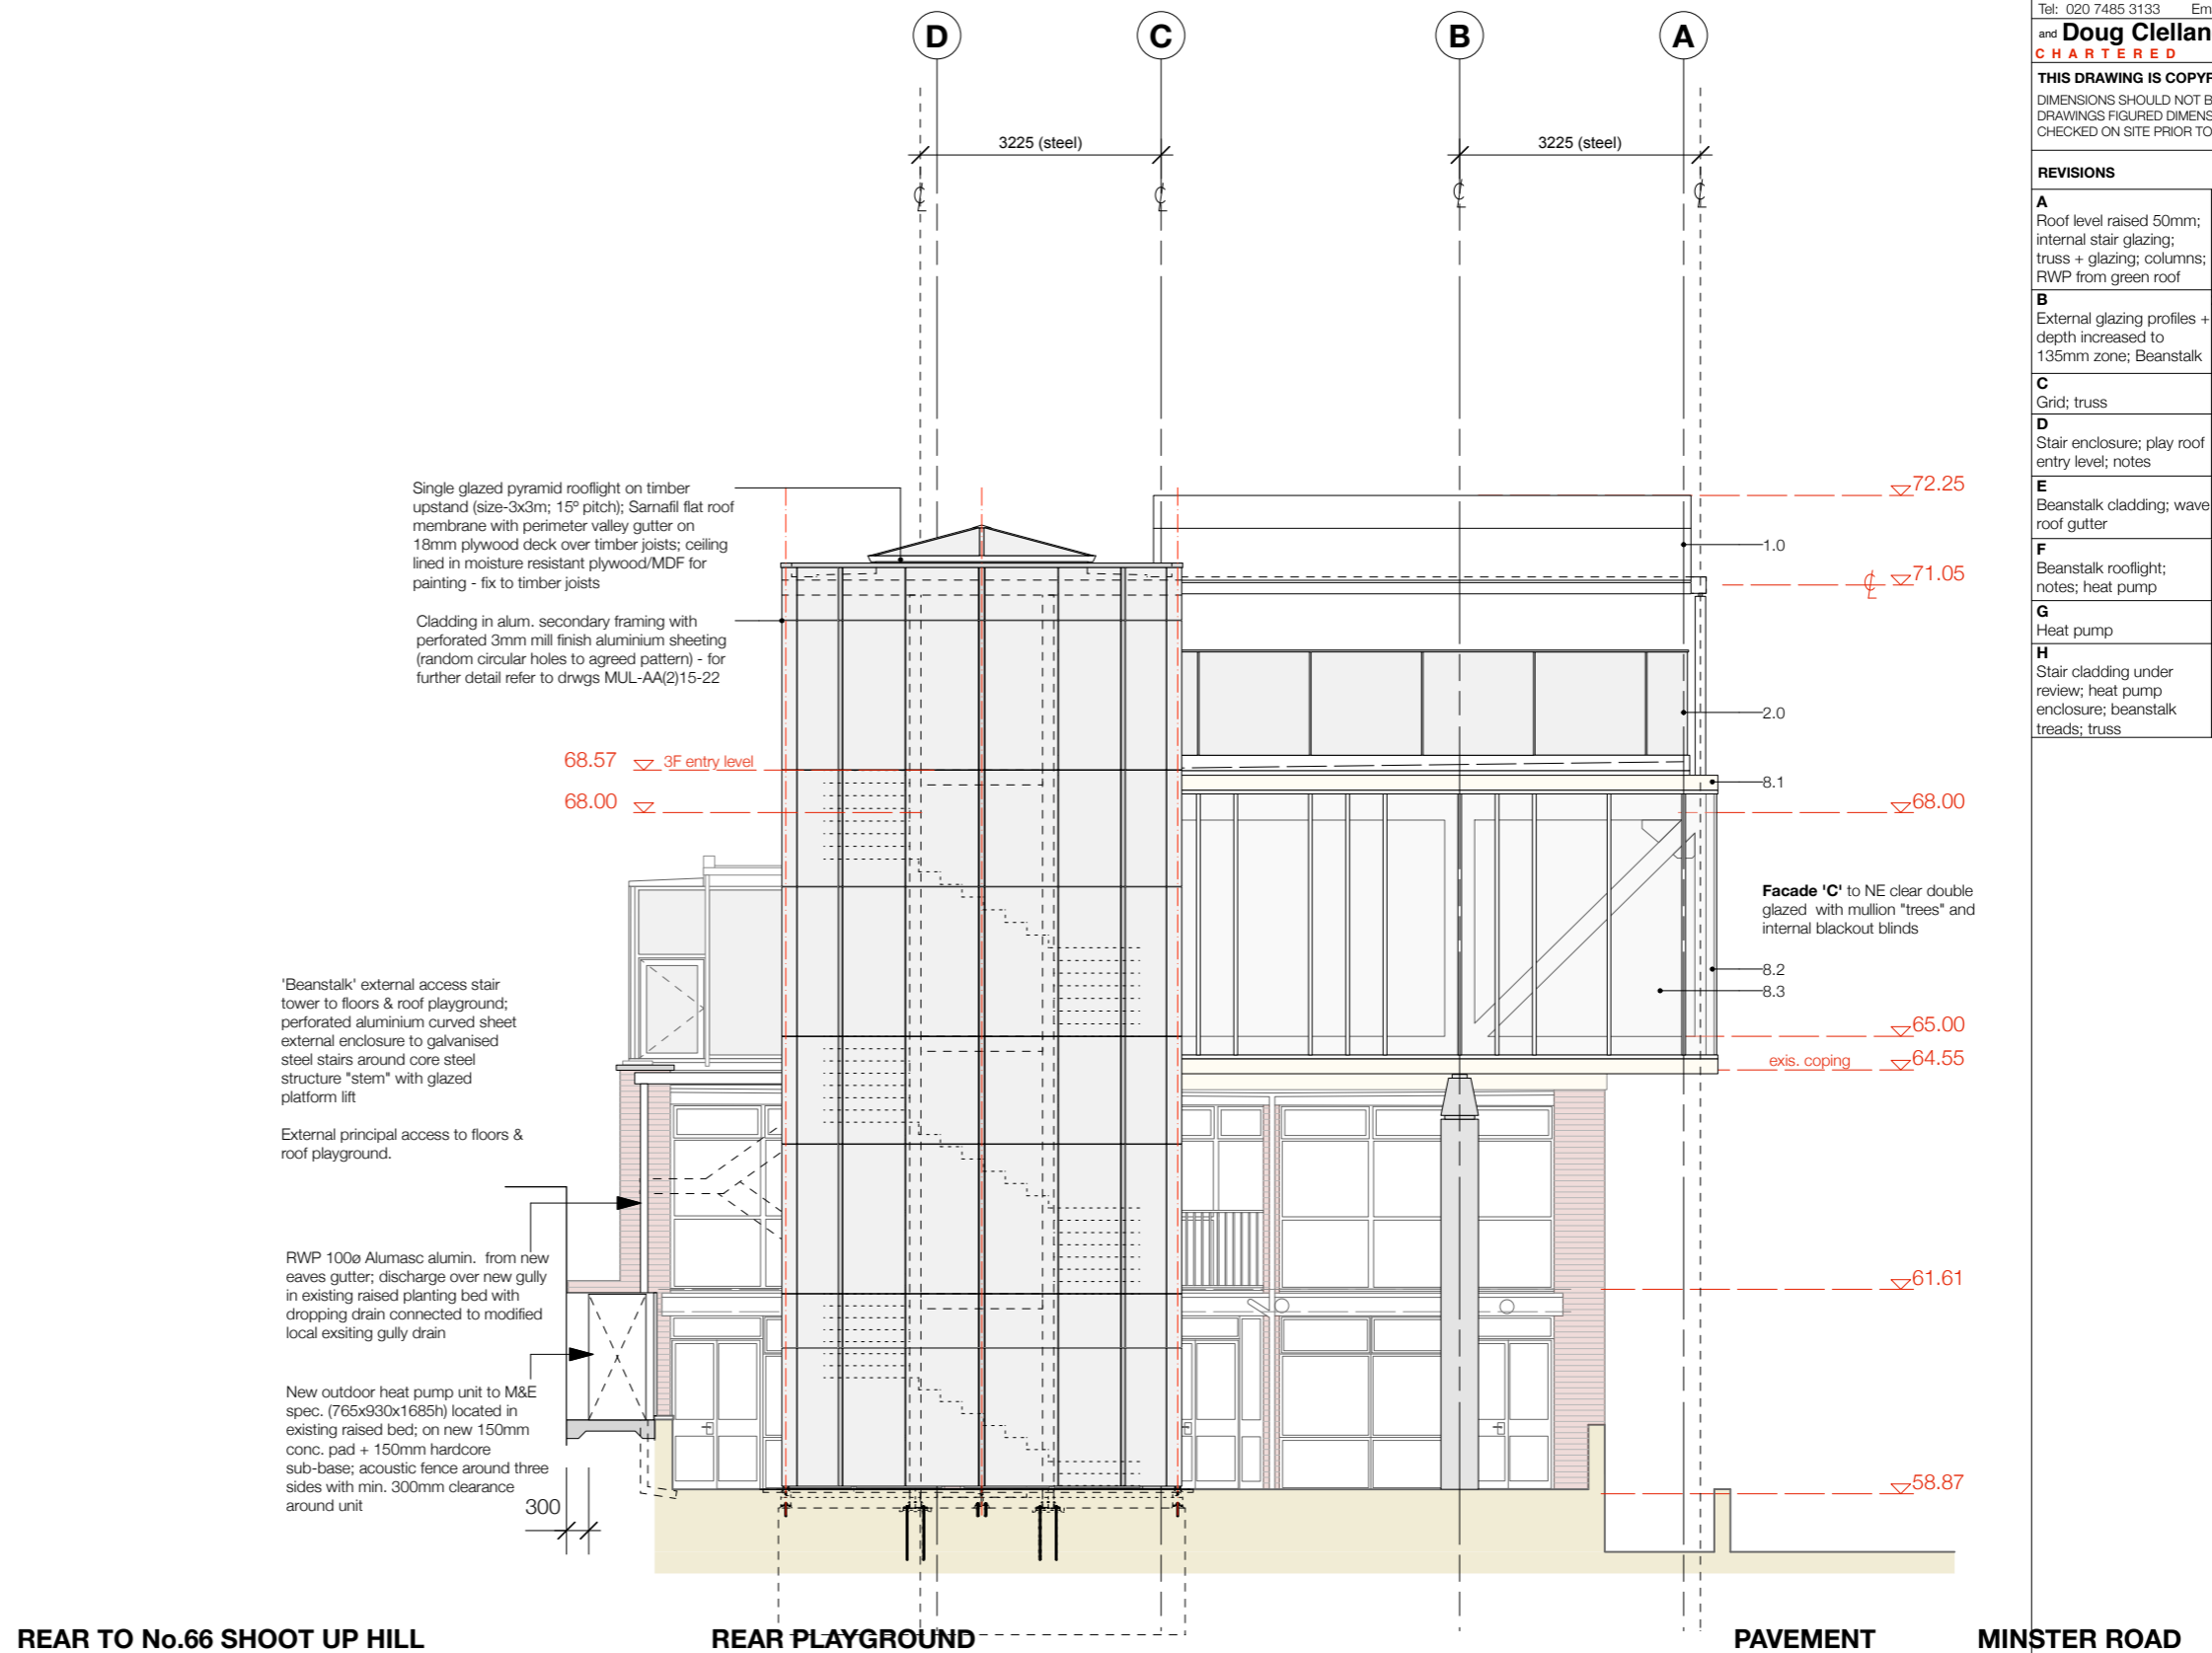 D
C
B
A
3225 (steel)
3225 (steel)
Single glazed pyramid rooflight on timber
upstand (size-3x3m; 15º pitch); Sarnafil flat roof
membrane with perimeter valley gutter on
18mm plywood deck over timber joists; ceiling
lined in moisture resistant plywood/MDF for
painting - fix to timber joists
Cladding in alum. secondary framing with
perforated 3mm mill finish aluminium sheeting
(random circular holes to agreed pattern) - for
further detail refer to drwgs MUL-AA(2)15-22
68.57
3F entry level
68.00
'Beanstalk' external access stair
tower to floors & roof playground;
perforated aluminium curved sheet
external enclosure to galvanised
steel stairs around core steel
structure "stem" with glazed
platform lift
External principal access to floors &
roof playground.
RWP 100ø Alumasc alumin. from new
eaves gutter; discharge over new gully
in existing raised planting bed with
dropping drain connected to modified
local exsiting gully drain
New outdoor heat pump unit to M&E
spec. (765x930x1685h) located in
existing raised bed; on new 150mm
conc. pad + 150mm hardcore
sub-base; acoustic fence around three
sides with min. 300mm clearance
around unit
300
72.25
1.0
71.05
2.0
8.1
68.00
Facade 'C' to NE clear double
glazed with mullion "trees" and
internal blackout blinds
8.2
8.3
65.00
exis. coping
64.55
61.61
58.87
REAR TO No.66 SHOOT UP HILL
REAR PLAYGROUND
PAVEMENT
MINSTER ROAD
Tel: 020 7485 3133 Em
and Doug Clellan
CHARTERED
THIS DRAWING IS COPYR
DIMENSIONS SHOULD NOT B
DRAWINGS FIGURED DIMENS
CHECKED ON SITE PRIOR TO
REVISIONS
A
Roof level raised 50mm;
internal stair glazing;
truss + glazing; columns;
RWP from green roof
B
External glazing profiles +
depth increased to
135mm zone; Beanstalk
C
Grid; truss
D
Stair enclosure; play roof
entry level; notes
E
Beanstalk cladding; wave
roof gutter
F
Beanstalk rooflight;
notes; heat pump
G
Heat pump
H
Stair cladding under
review; heat pump
enclosure; beanstalk
treads; truss